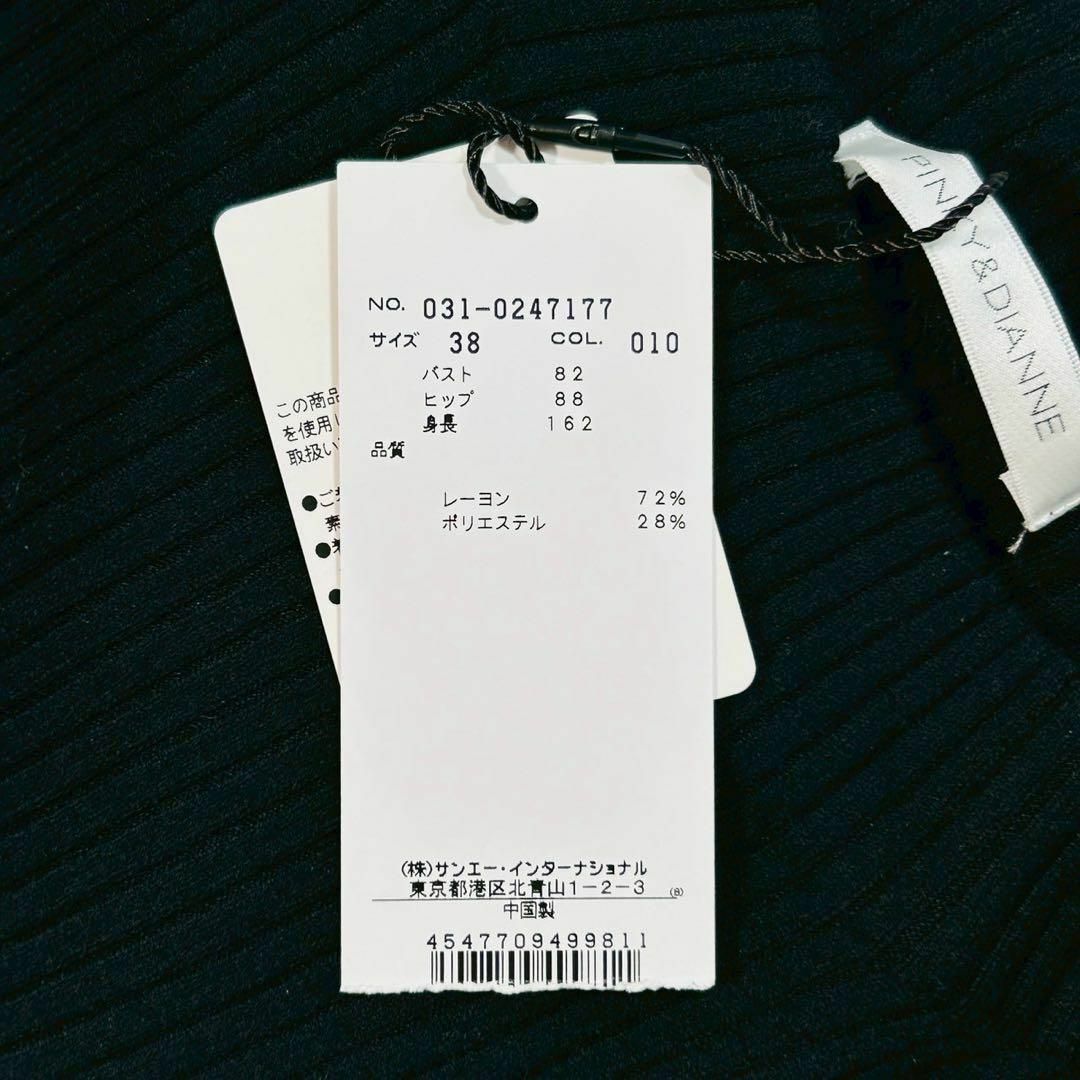 NO. 031-0247177
サイズ 38 COL. 010
バスト 82
ヒップ 88
身長 162
品質
レーヨン 72%
ポリエステル 28%
(株)サンエー・インターナショナル
東京都港区北青山1-2-3 (8)
中国製
4547709499811
この商品
を使用
取扱い
●ご
●
●
PINKY&DIANNE